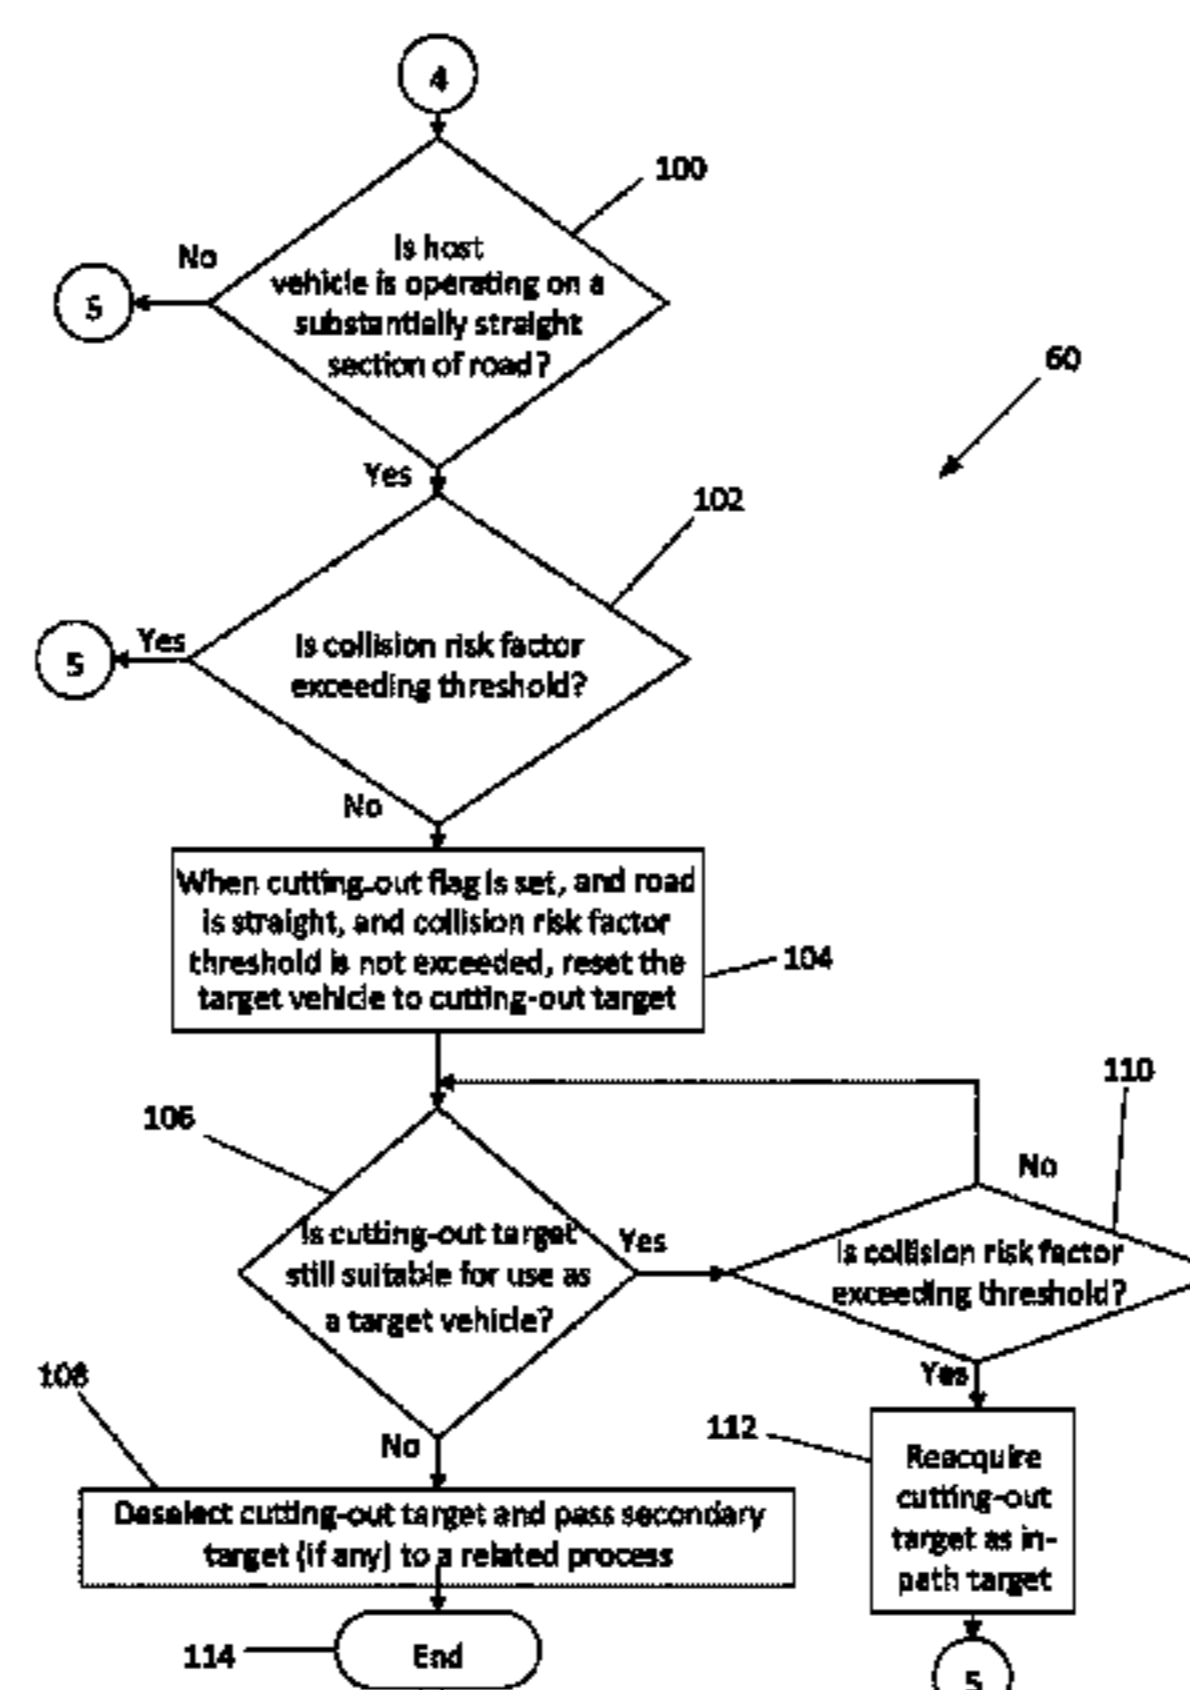 4
100
No
Is host
vehicle is operating on a
substantially straight
section of road?
5
60
Yes
102
Yes
5
Is collision risk factor
exceeding threshold?
No
When cutting-out flag is set, and road
is straight, and collision risk factor
threshold is not exceeded, reset the
target vehicle to cutting-out target
104
110
106
No
Is cutting-out target
still suitable for use as
a target vehicle?
Yes
Is collision risk factor
exceeding threshold?
Yes
108
No
112
Reacquire
cutting-out
target as in-
path target
Deselect cutting-out target and pass secondary
target (if any) to a related process
114
End
5